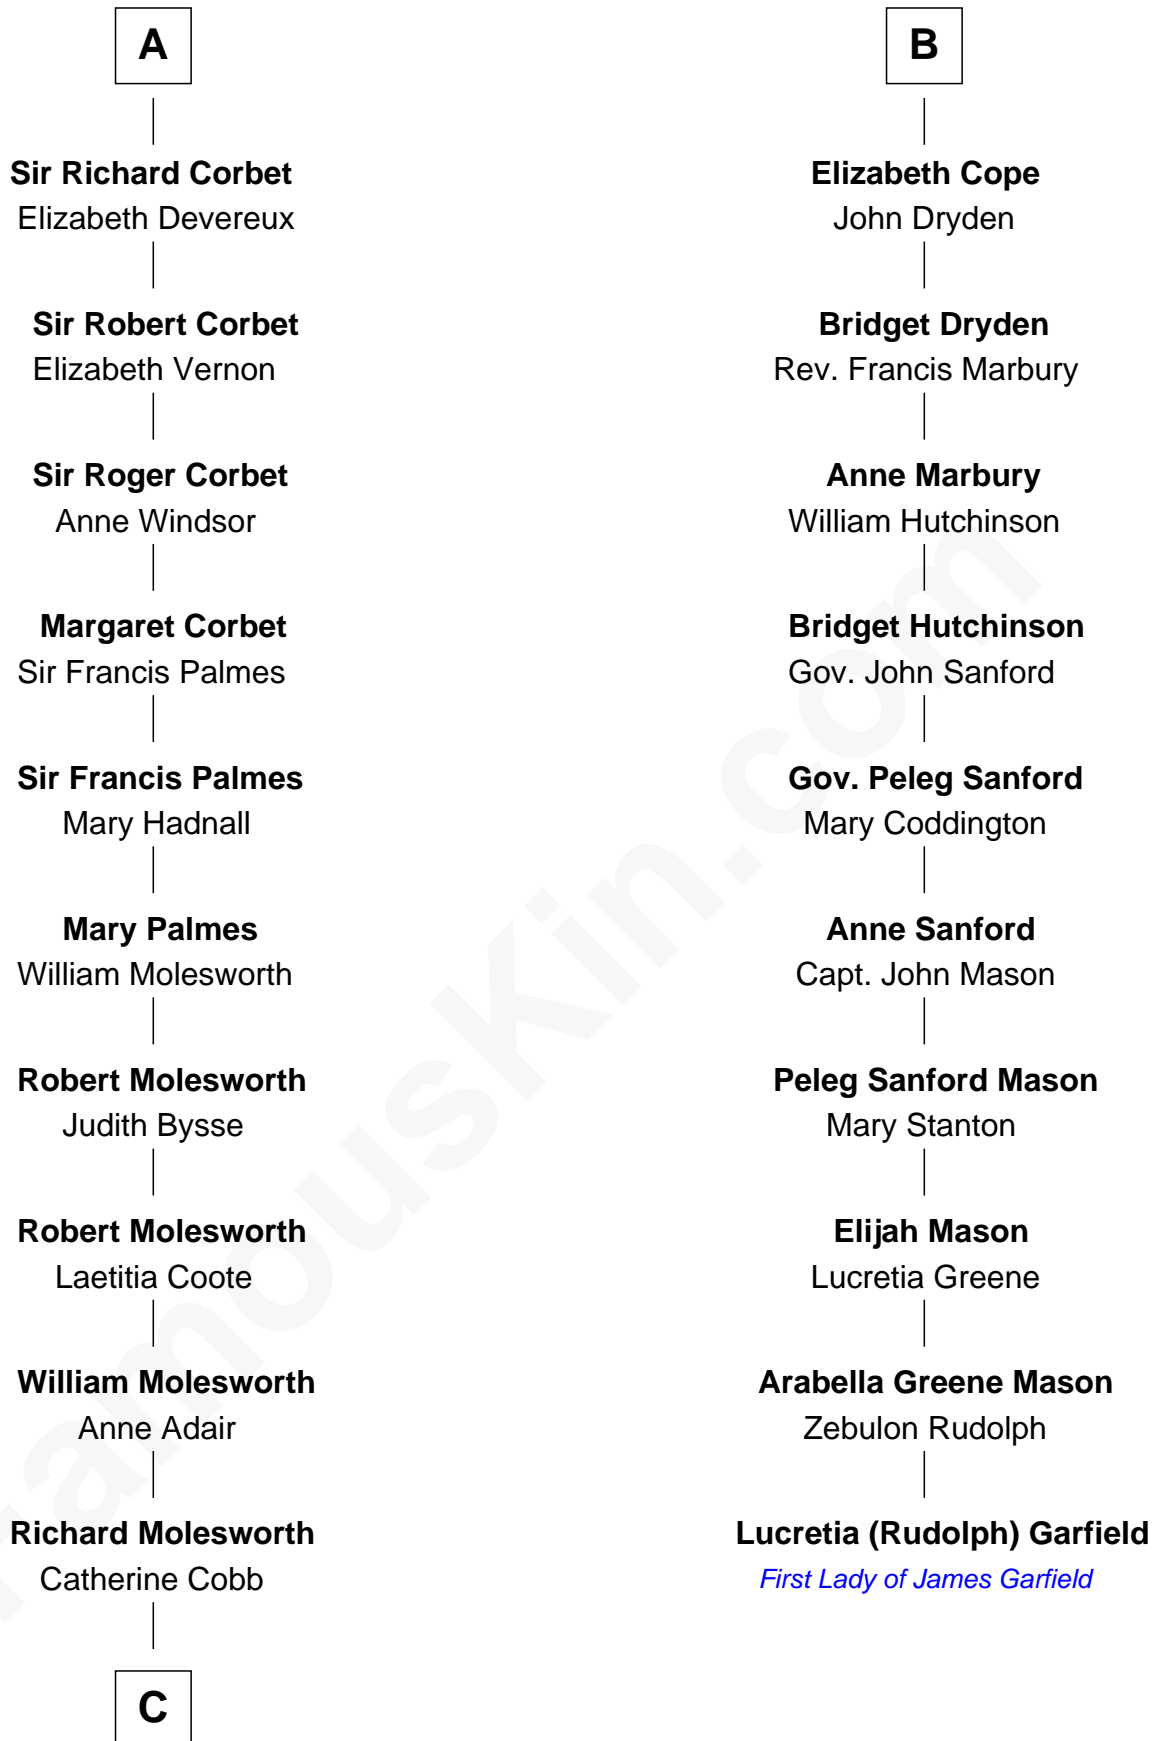 A
Sir Richard Corbet
Elizabeth Devereux
Sir Robert Corbet
Elizabeth Vernon
Sir Roger Corbet
Anne Windsor
Margaret Corbet
Sir Francis Palmes
Sir Francis Palmes
Mary Hadnall
Mary Palmes
William Molesworth
Robert Molesworth
Judith Bysse
Robert Molesworth
Laetitia Coote
William Molesworth
Anne Adair
Richard Molesworth
Catherine Cobb
C
B
Elizabeth Cope
John Dryden
Bridget Dryden
Rev. Francis Marbury
Anne Marbury
William Hutchinson
Bridget Hutchinson
Gov. John Sanford
Gov. Peleg Sanford
Mary Coddington
Anne Sanford
Capt. John Mason
Peleg Sanford Mason
Mary Stanton
Elijah Mason
Lucretia Greene
Arabella Greene Mason
Zebulon Rudolph
Lucretia (Rudolph) Garfield
First Lady of James Garfield
FamousKin.com